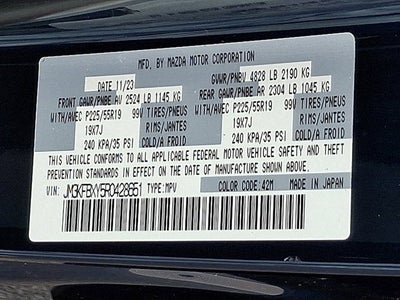 MFD. BY MAZDA MOTOR CORPORATION
DATE 11/23 GVWR/PNBV 4828 LB 2190 KG
FRONT GAWR/PNBE AV 2524 LB 1145 KG REAR GAWR/PNBE AR 2304 LB 1045 KG
WITH/AVEC P225/55R19 99V TIRES/PNEUS WITH/AVEC P225/55R19 99V TIRES/PNEUS
19X7J RIMS/JANTES 19X7J RIMS/JANTES
240 KPA/35 PSI COLD/A FROID 240 KPA/35 PSI COLD/A FROID
THIS VEHICLE CONFORMS TO ALL APPLICABLE FEDERAL MOTOR VEHICLE SAFETY AND THEFT
PREVENTION STANDARDS IN EFFECT ON THE DATE OF MANUFACTURE SHOWN ABOVE.
VIN: JM3KFBXY5R0428651 TYPE:MPV COLOR CODE:42M MADE IN JAPAN